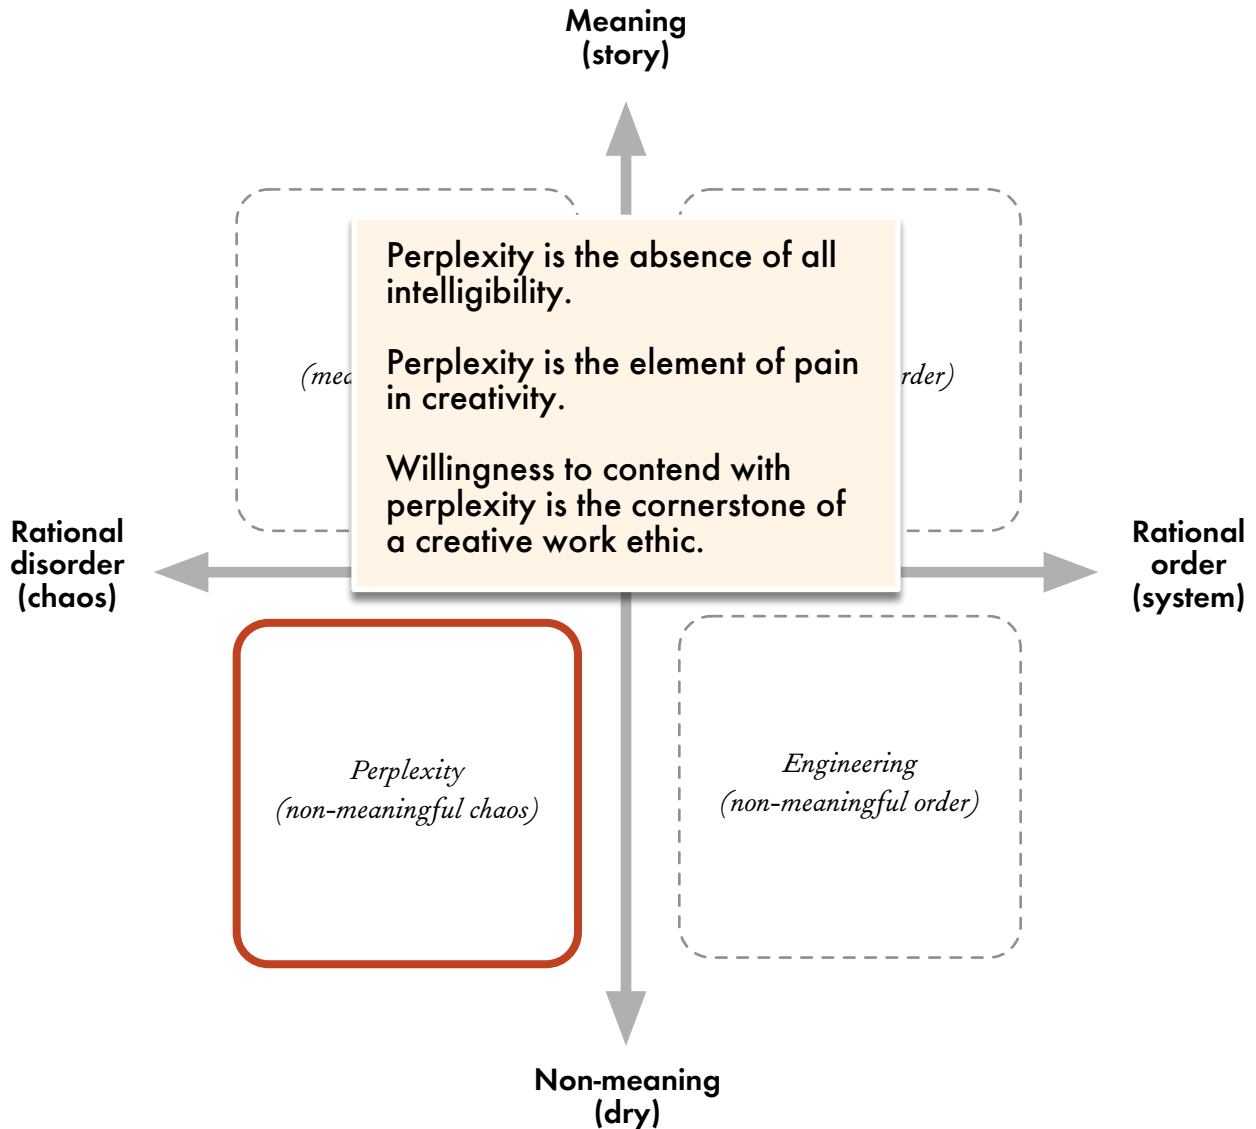 Meaning
(story)
Perplexity is the absence of all
intelligibility.
Perplexity is the element of pain
in creativity.
Willingness to contend with
perplexity is the cornerstone of
a creative work ethic.
Rational
disorder
(chaos)
Rational
order
(system)
Perplexity
(non-meaningful chaos)
Engineering
(non-meaningful order)
Non-meaning
(dry)